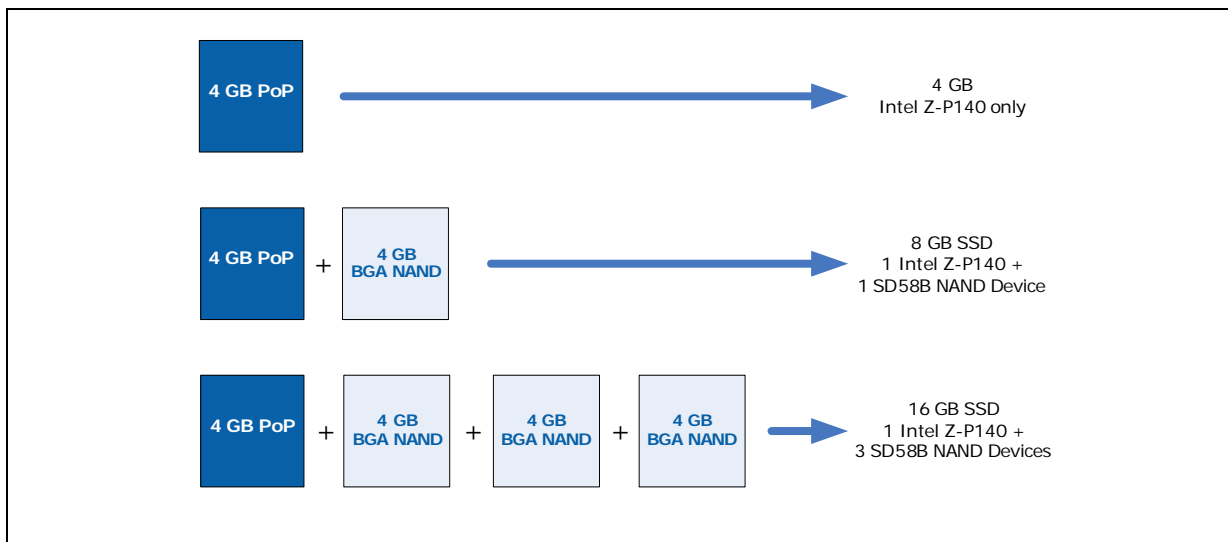 4 GB PoP
4 GB
Intel Z-P140 only
4 GB PoP
+
4 GB
BGA NAND
8 GB SSD
1 Intel Z-P140 +
1 SD58B NAND Device
4 GB PoP
+
4 GB
BGA NAND
+
4 GB
BGA NAND
+
4 GB
BGA NAND
16 GB SSD
1 Intel Z-P140 +
3 SD58B NAND Devices